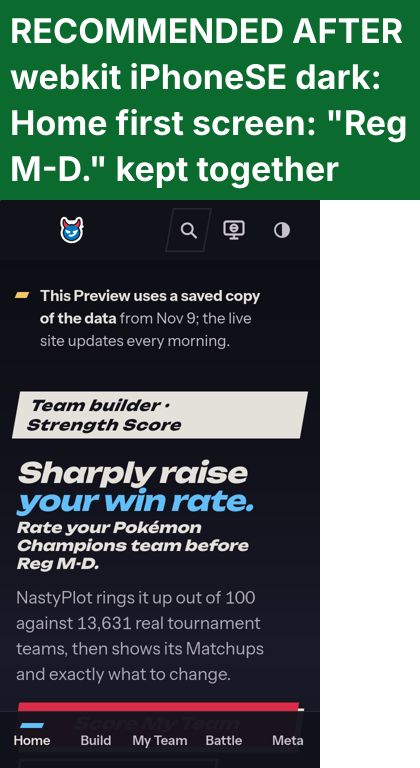 RECOMMENDED AFTER
webkit iPhoneSE dark:
Home first screen: "Reg
M-D." kept together
This Preview uses a saved copy
of the data from Nov 9; the live
site updates every morning.
Team builder ·
Strength Score
Sharply raise
your win rate.
Rate your Pokémon
Champions team before
Reg M-D.
NastyPlot rings it up out of 100
against 13,631 real tournament
teams, then shows its Matchups
and exactly what to change.
Score My Team
Home Build My Team Battle Meta